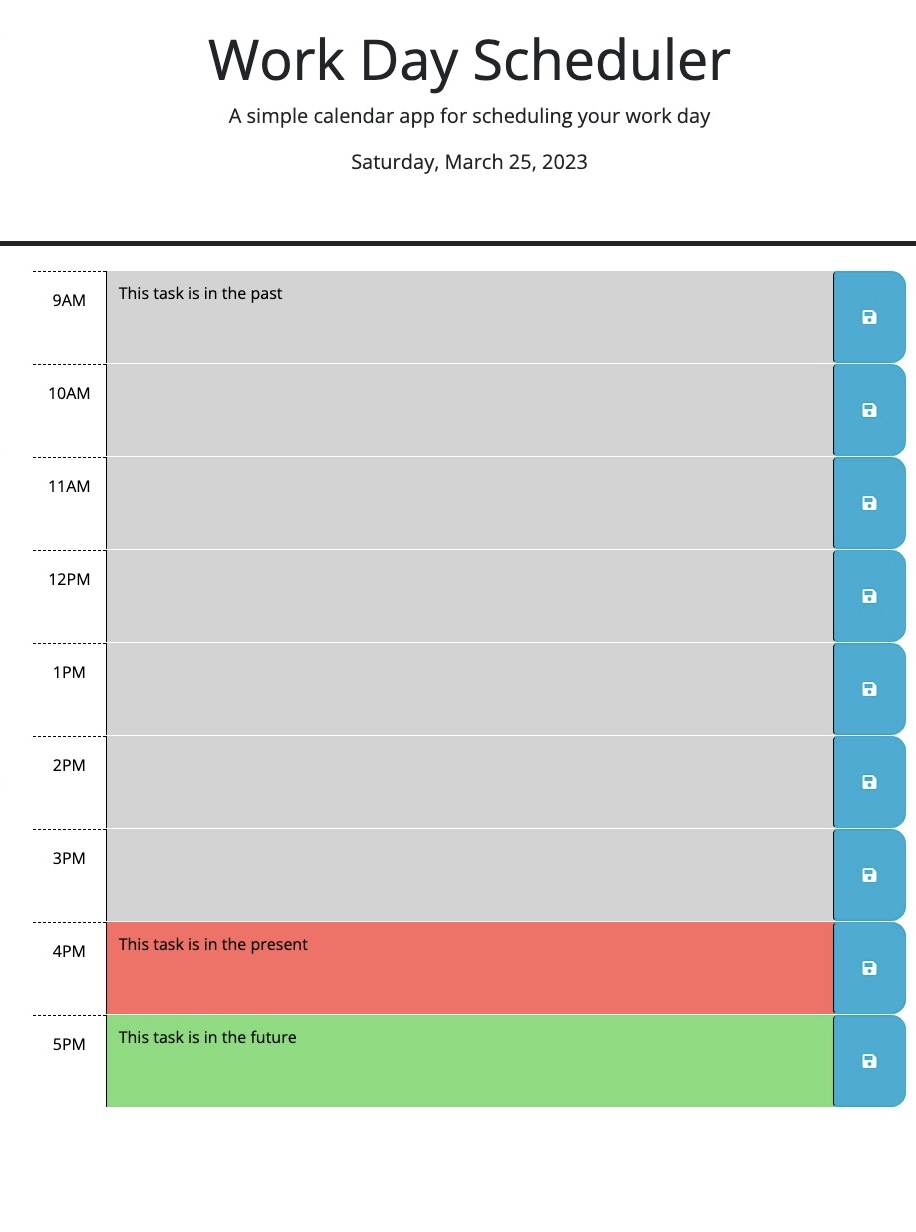 Work Day Scheduler
A simple calendar app for scheduling your work day
Saturday, March 25, 2023
9AM
This task is in the past
10AM
11AM
12PM
1PM
2PM
3PM
4PM
This task is in the present
5PM
This task is in the future